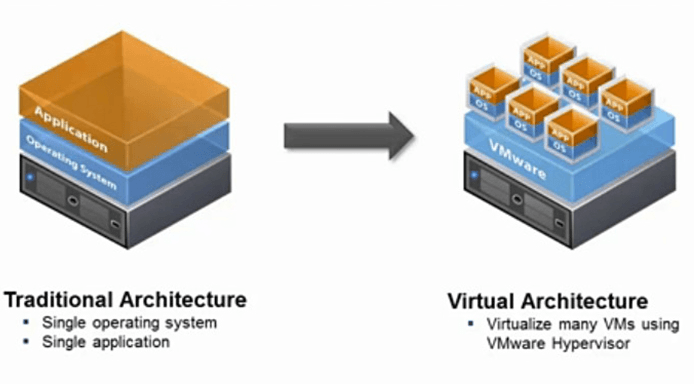 Application
Operating System
APP
OS
APP
OS
APP
OS
APP
OS
APP
OS
APP
OS
VMware
Traditional Architecture
▪ Single operating system
▪ Single application
Virtual Architecture
▪ Virtualize many VMs using
VMware Hypervisor